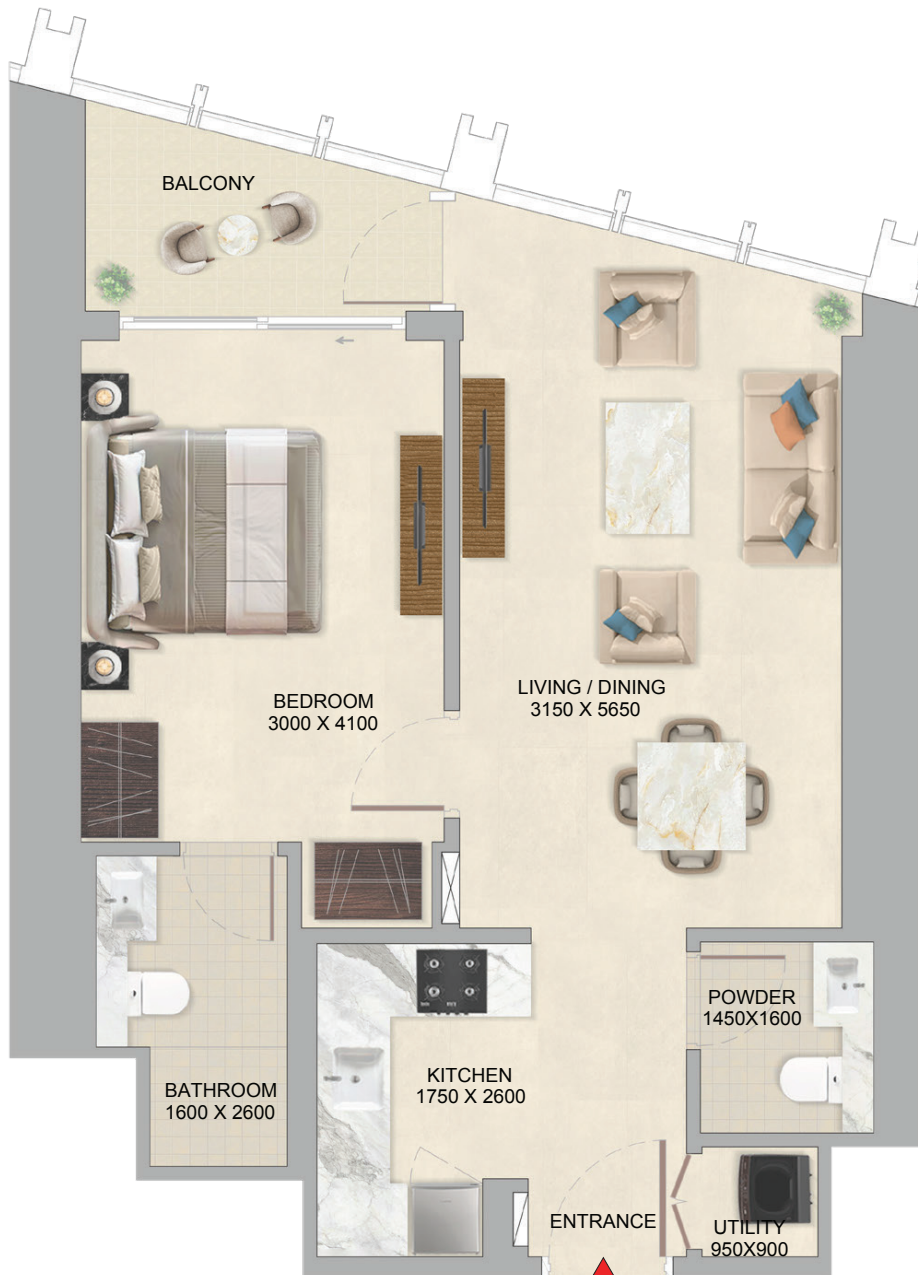 BALCONY
BEDROOM
3000 X 4100
LIVING / DINING
3150 X 5650
POWDER
1450X1600
KITCHEN
1750 X 2600
BATHROOM
1600 X 2600
ENTRANCE
UTILITY
950X900